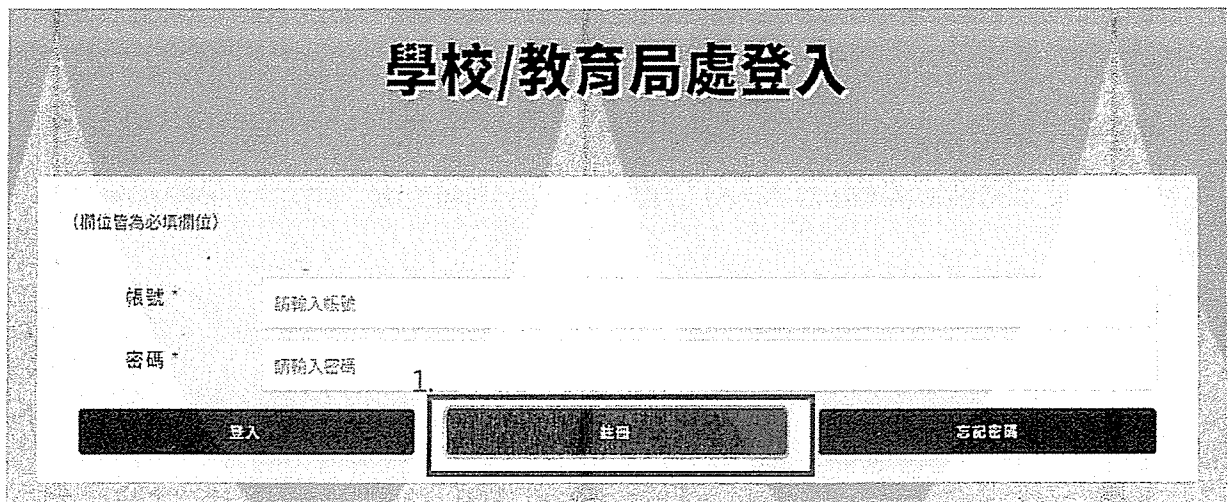 學校/教育局處登入
(欄位皆為必填欄位)
帳號 *
請輸入帳號
密碼 *
請輸入密碼
1.
登入
註冊
忘記密碼